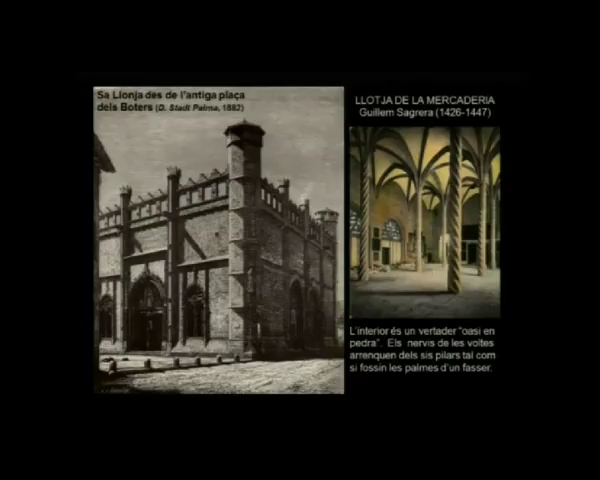 Sa Llonja des de l'antiga plaça
dels Boters (D. Stadt Palma, 1882)
LLOTJA DE LA MERCADERIA
Guillem Sagrera (1426-1447)
L'interior és un vertader "oasi en
pedra". Els nervis de les voltes
arrenquen dels sis pilars tal com
si fossin les palmes d'un fasser.